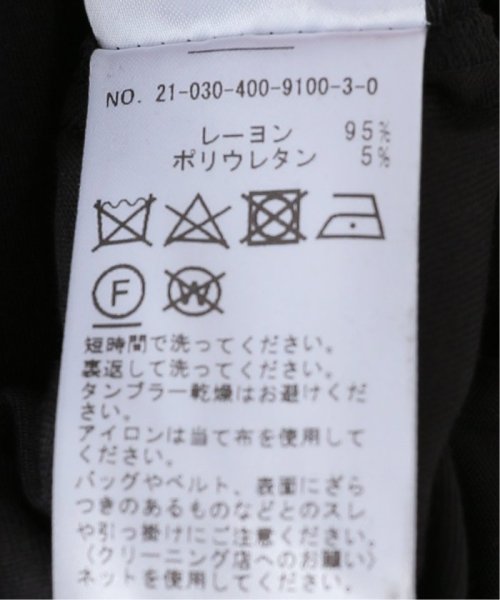 NO. 21-030-400-9100-3-0
レーヨン 95%
ポリウレタン 5%
F W
短時間で洗ってください。
裏返して洗ってください。
タンブラー乾燥はお避けくだ
さい。
アイロンは当て布を使用して
ください。
バッグやベルト、表面にざら
つきのあるものなどとのスレ
や引っ掛けにご注意ください。
〈クリーニング店へのお願い〉
ネットを使用してください。